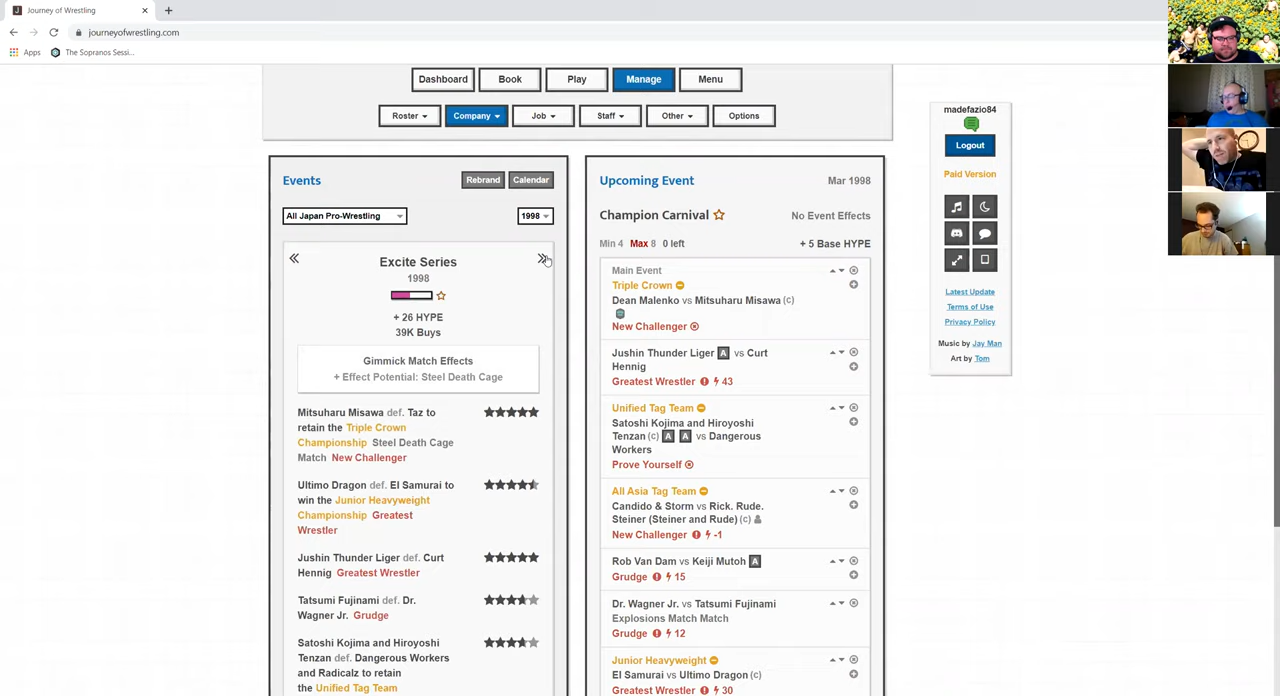 Journey of Wrestling
journeyofwrestling.com
Apps
The Sopranos Sessi...
Dashboard
Book
Play
Manage
Menu
Roster
Company
Job
Staff
Other
Options
Events
Rebrand
Calendar
All Japan Pro-Wrestling
1998
Excite Series
1998
+ 26 HYPE
39K Buys
Gimmick Match Effects
+ Effect Potential: Steel Death Cage
Mitsuharu Misawa def. Taz to
retain the Triple Crown
Championship Steel Death Cage
Match New Challenger
Ultimo Dragon def. El Samurai to
win the Junior Heavyweight
Championship Greatest
Wrestler
Jushin Thunder Liger def. Curt
Hennig Greatest Wrestler
Tatsumi Fujinami def. Dr.
Wagner Jr. Grudge
Satoshi Kojima and Hiroyoshi
Tenzan def. Dangerous Workers
and Radicalz to retain
the Unified Tag Team
Upcoming Event
Mar 1998
Champion Carnival
No Event Effects
Min 4 Max 8 0 left
+ 5 Base HYPE
Main Event
Triple Crown
Dean Malenko vs Mitsuharu Misawa (c)
New Challenger
Jushin Thunder Liger A vs Curt
Hennig
Greatest Wrestler 43
Unified Tag Team
Satoshi Kojima and Hiroyoshi
Tenzan (c) A A vs Dangerous
Workers
Prove Yourself
All Asia Tag Team
Candido & Storm vs Rick. Rude.
Steiner (Steiner and Rude) (c)
New Challenger -1
Rob Van Dam vs Keiji Mutoh A
Grudge 15
Dr. Wagner Jr. vs Tatsumi Fujinami
Explosions Match Match
Grudge 12
Junior Heavyweight
El Samurai vs Ultimo Dragon (c)
Greatest Wrestler 30
madefazio84
Logout
Paid Version
Latest Update
Terms of Use
Privacy Policy
Music by Jay Man
Art by Tom